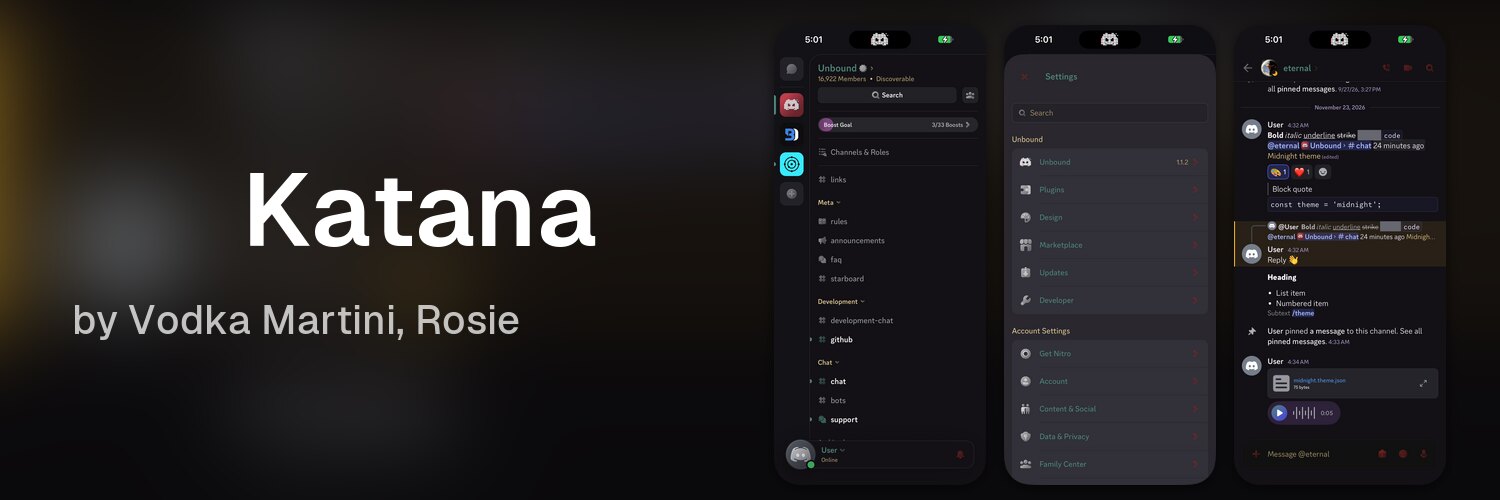 Katana
by Vodka Martini, Rosie
5:01
Unbound
16,922 Members • Discoverable
Search
Boost Goal
3/33 Boosts
Channels & Roles
links
Meta
rules
announcements
faq
starboard
Development
development-chat
github
Chat
chat
bots
support
User
Online
5:01
Settings
Search
Unbound
Unbound
1.1.2
Plugins
Design
Marketplace
Updates
Developer
Account Settings
Get Nitro
Account
Content & Social
Data & Privacy
Family Center
5:01
eternal
all pinned messages. 9/27/26, 3:27 PM
November 23, 2026
User 4:32 AM
Bold italic underline strike code
@eternal Unbound › # chat 24 minutes ago
Midnight theme (edited)
1 1
Block quote
const theme = 'midnight';
@User Bold italic underline strike code
@eternal Unbound › # chat 24 minutes ago Midnigh...
User 4:32 AM
Reply 👋
Heading
• List item
• Numbered item
Subtext /theme
User pinned a message to this channel. See all
pinned messages. 4:33 AM
User 4:34 AM
midnight.theme.json
75 bytes
0:05
Message @eternal